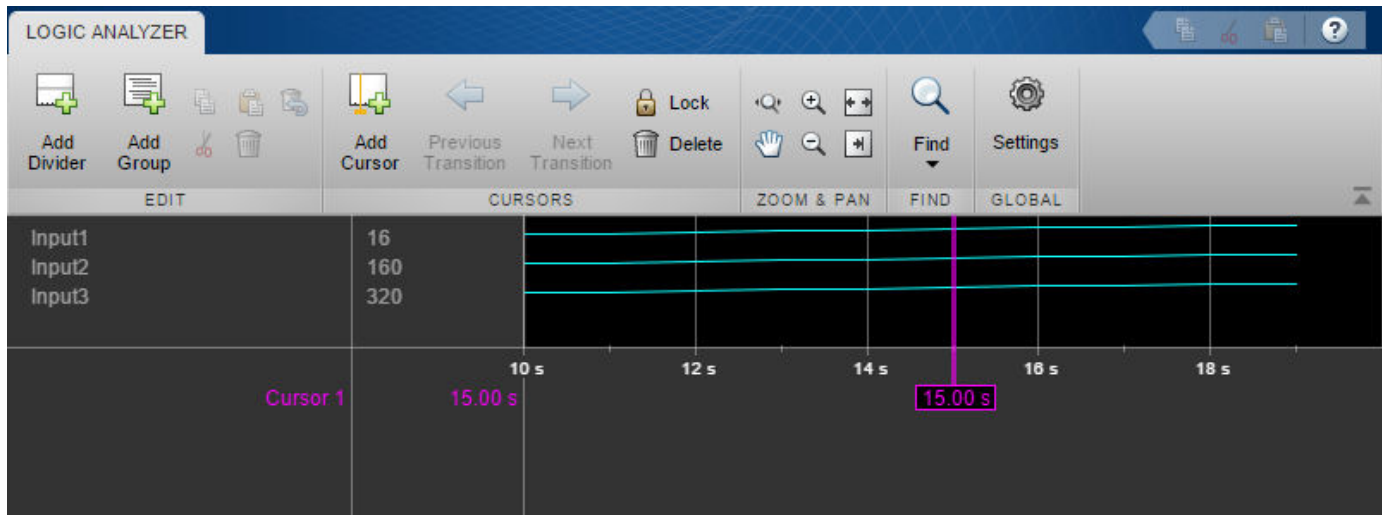 LOGIC ANALYZER
?
Add Divider
Add Group
Add Cursor
Previous Transition
Next Transition
Lock
Delete
Find
Settings
EDIT
CURSORS
ZOOM & PAN
FIND
GLOBAL
Input1 16
Input2 160
Input3 320
10 s 12 s 14 s 16 s 18 s
Cursor 1 15.00 s 15.00 s